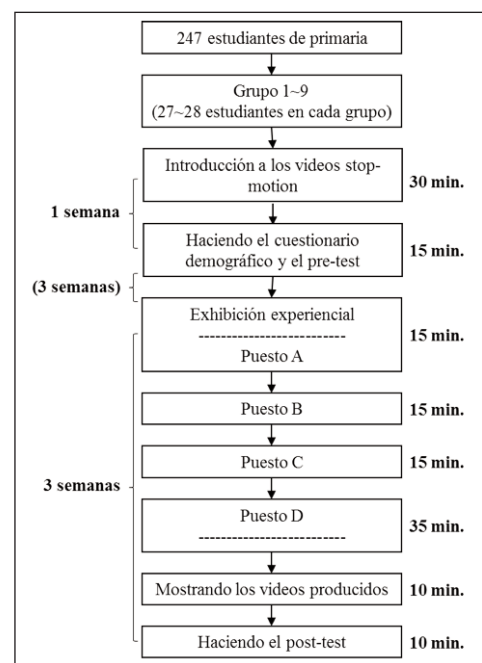 247 estudiantes de primaria
Grupo 1~9
(27~28 estudiantes en cada grupo)
Introducción a los videos stop-
motion
30 min.
1 semana
Haciendo el cuestionario
demográfico y el pre-test
15 min.
(3 semanas)
Exhibición experiencial
--------------------------
Puesto A
15 min.
Puesto B
15 min.
Puesto C
15 min.
3 semanas
Puesto D
--------------------------
35 min.
Mostrando los videos producidos
10 min.
Haciendo el post-test
10 min.